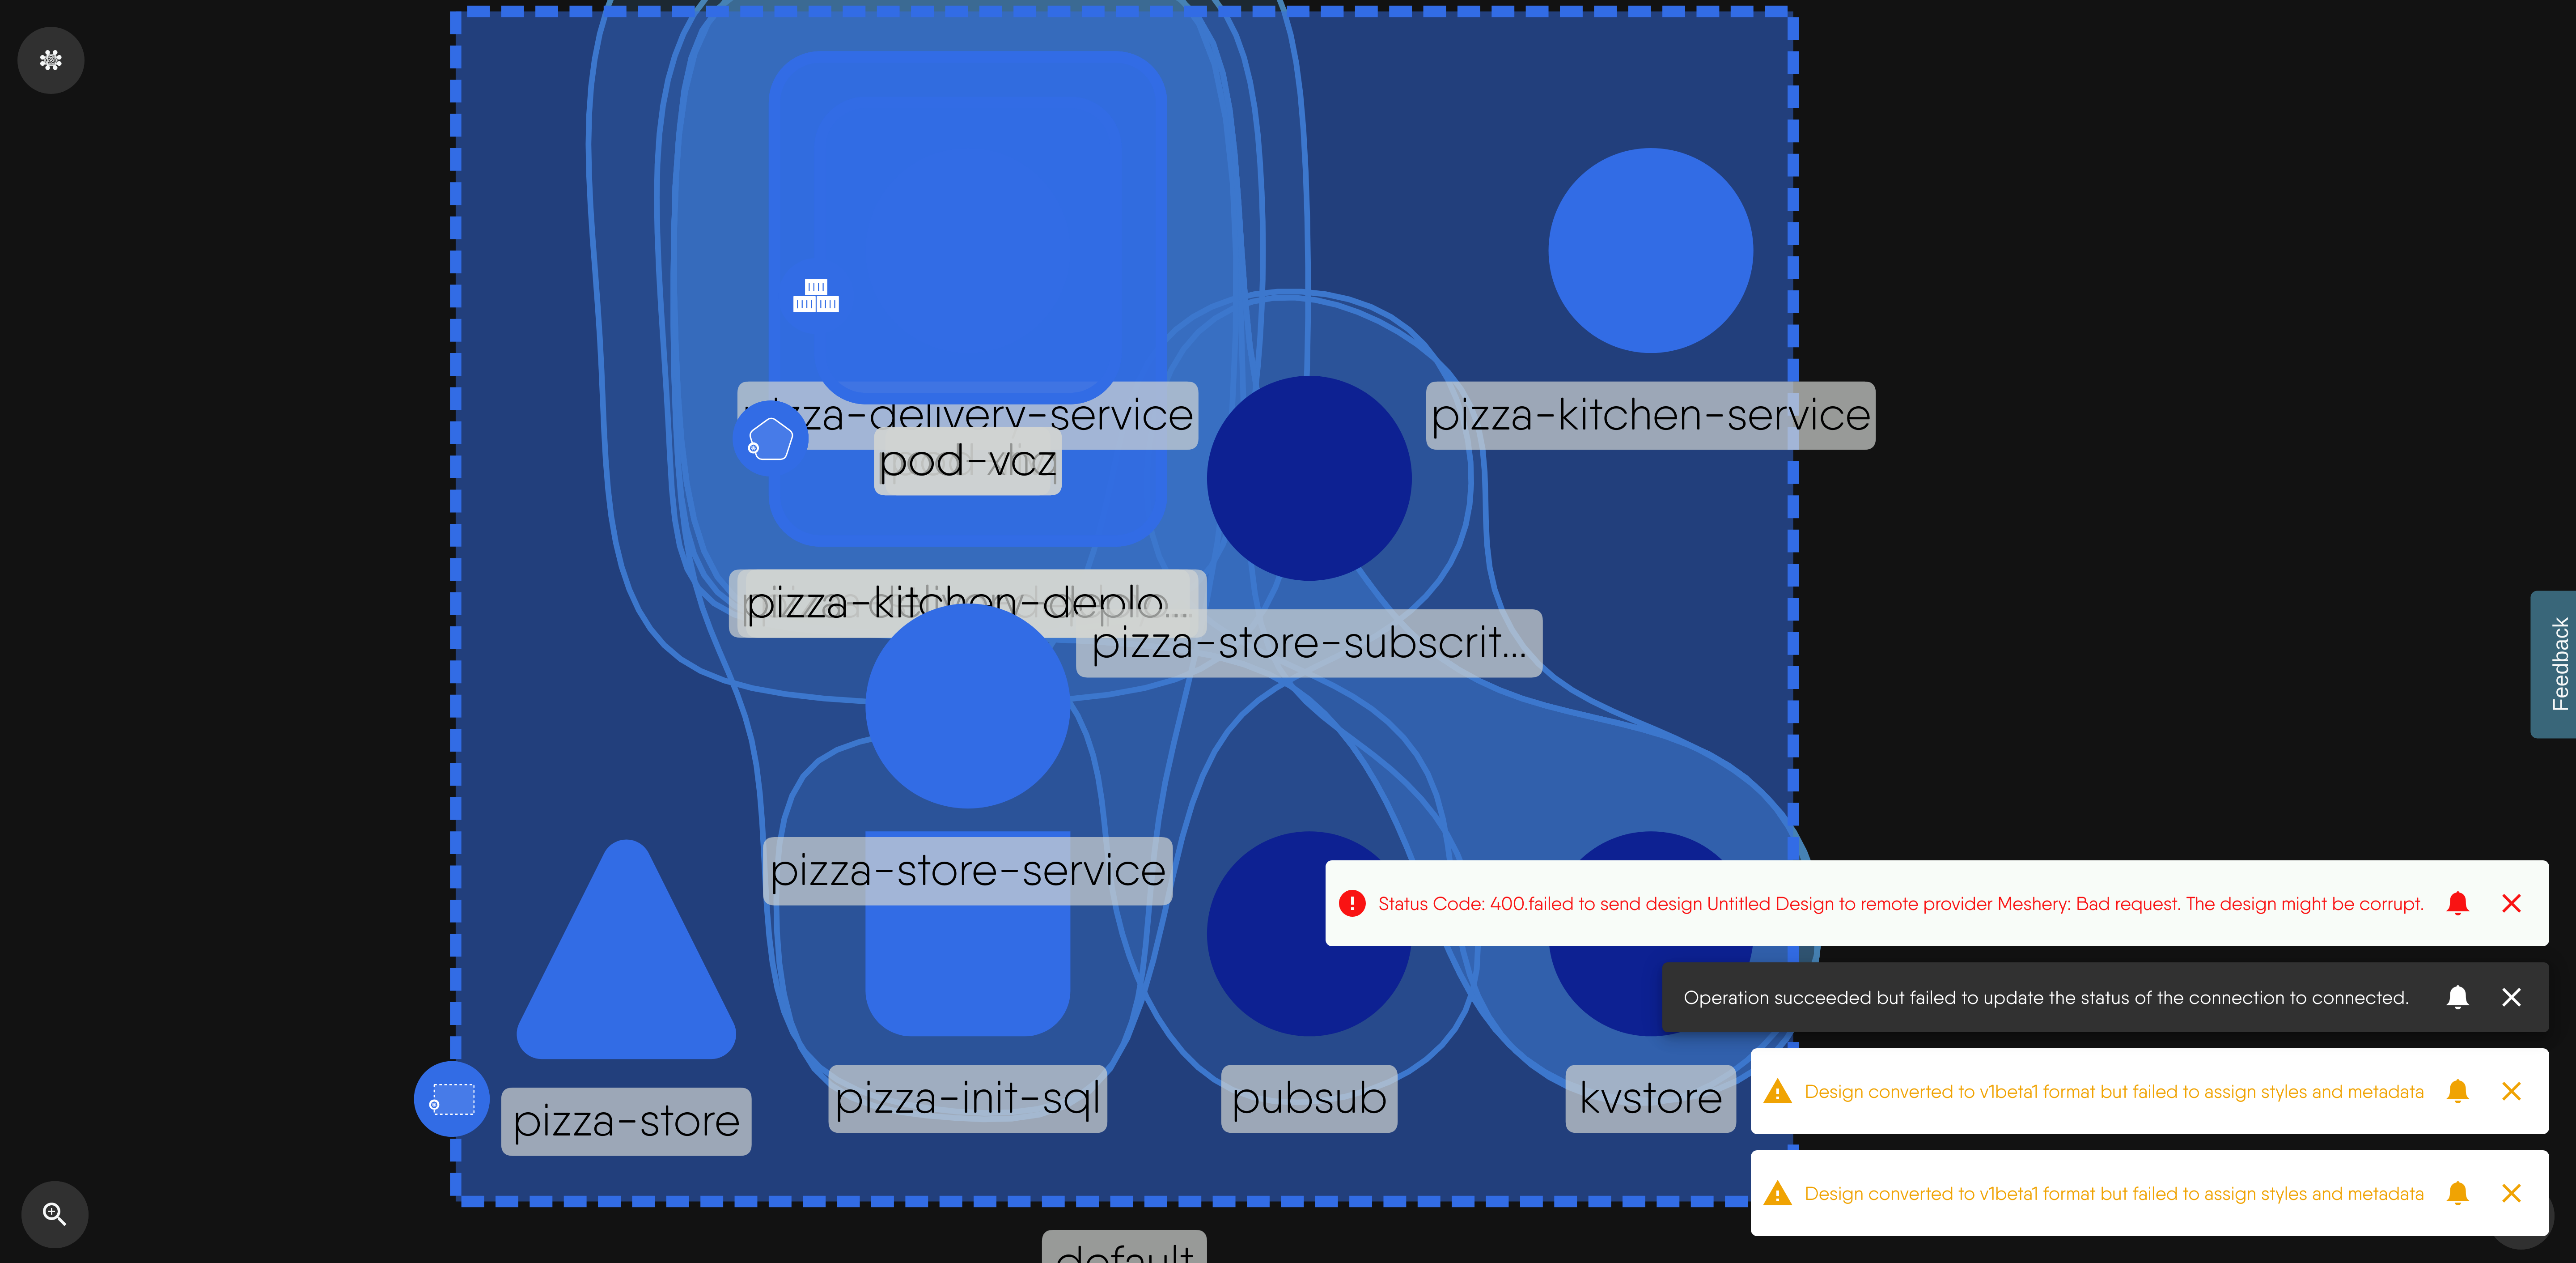 pizza-delivery-service
pizza-kitchen-service
pod-vcz
pizza-kitchen-deplo...
pizza-store-subscrit...
Feedback
pizza-store-service
Status Code: 400.failed to send design Untitled Design to remote provider Meshery: Bad request. The design might be corrupt.
Operation succeeded but failed to update the status of the connection to connected.
pizza-init-sql
pubsub
kvstore
Design converted to v1beta1 format but failed to assign styles and metadata
pizza-store
Design converted to v1beta1 format but failed to assign styles and metadata
default